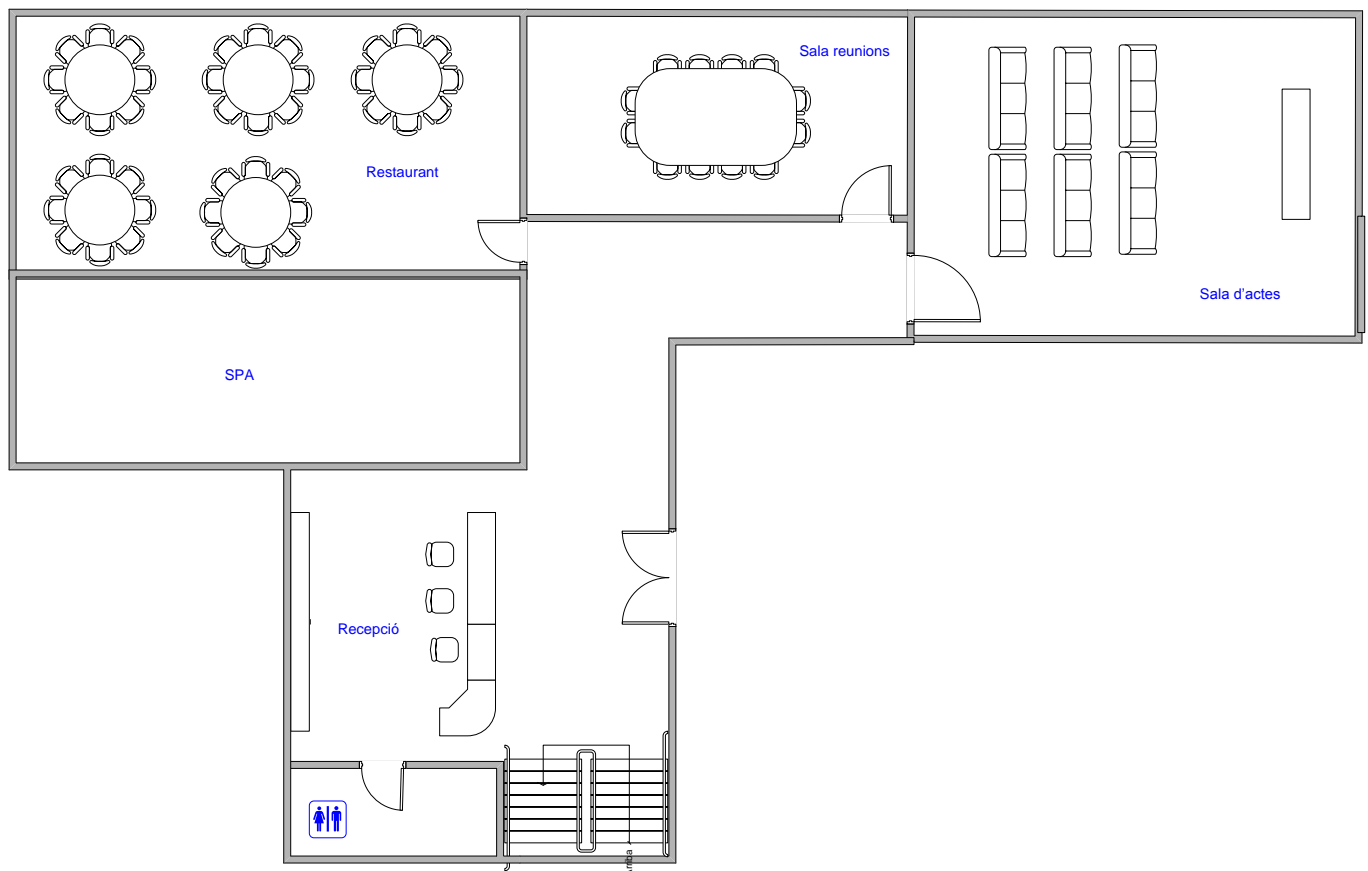 Sala reunions
Restaurant
Sala d'actes
SPA
Recepció